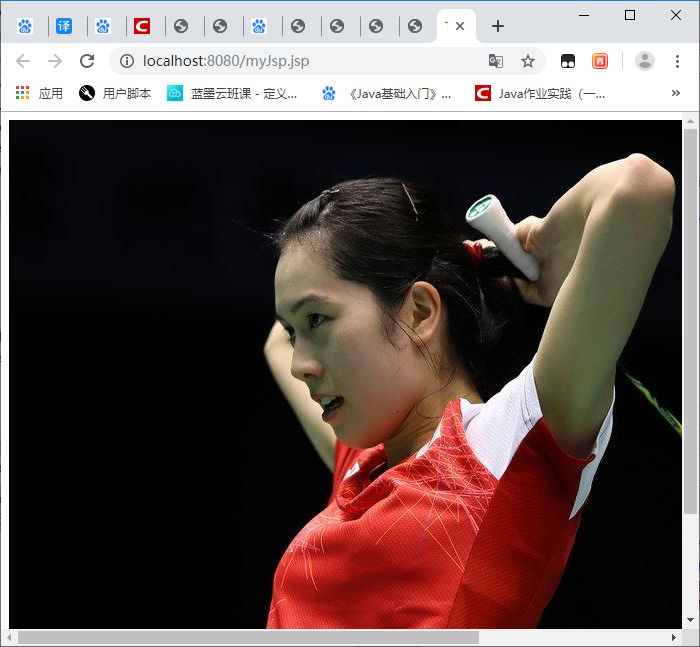 译
C
localhost:8080/myJsp.jsp
应用 用户脚本 蓝墨云班课 - 定义... 《Java基础入门》... C Java作业实践（一... »